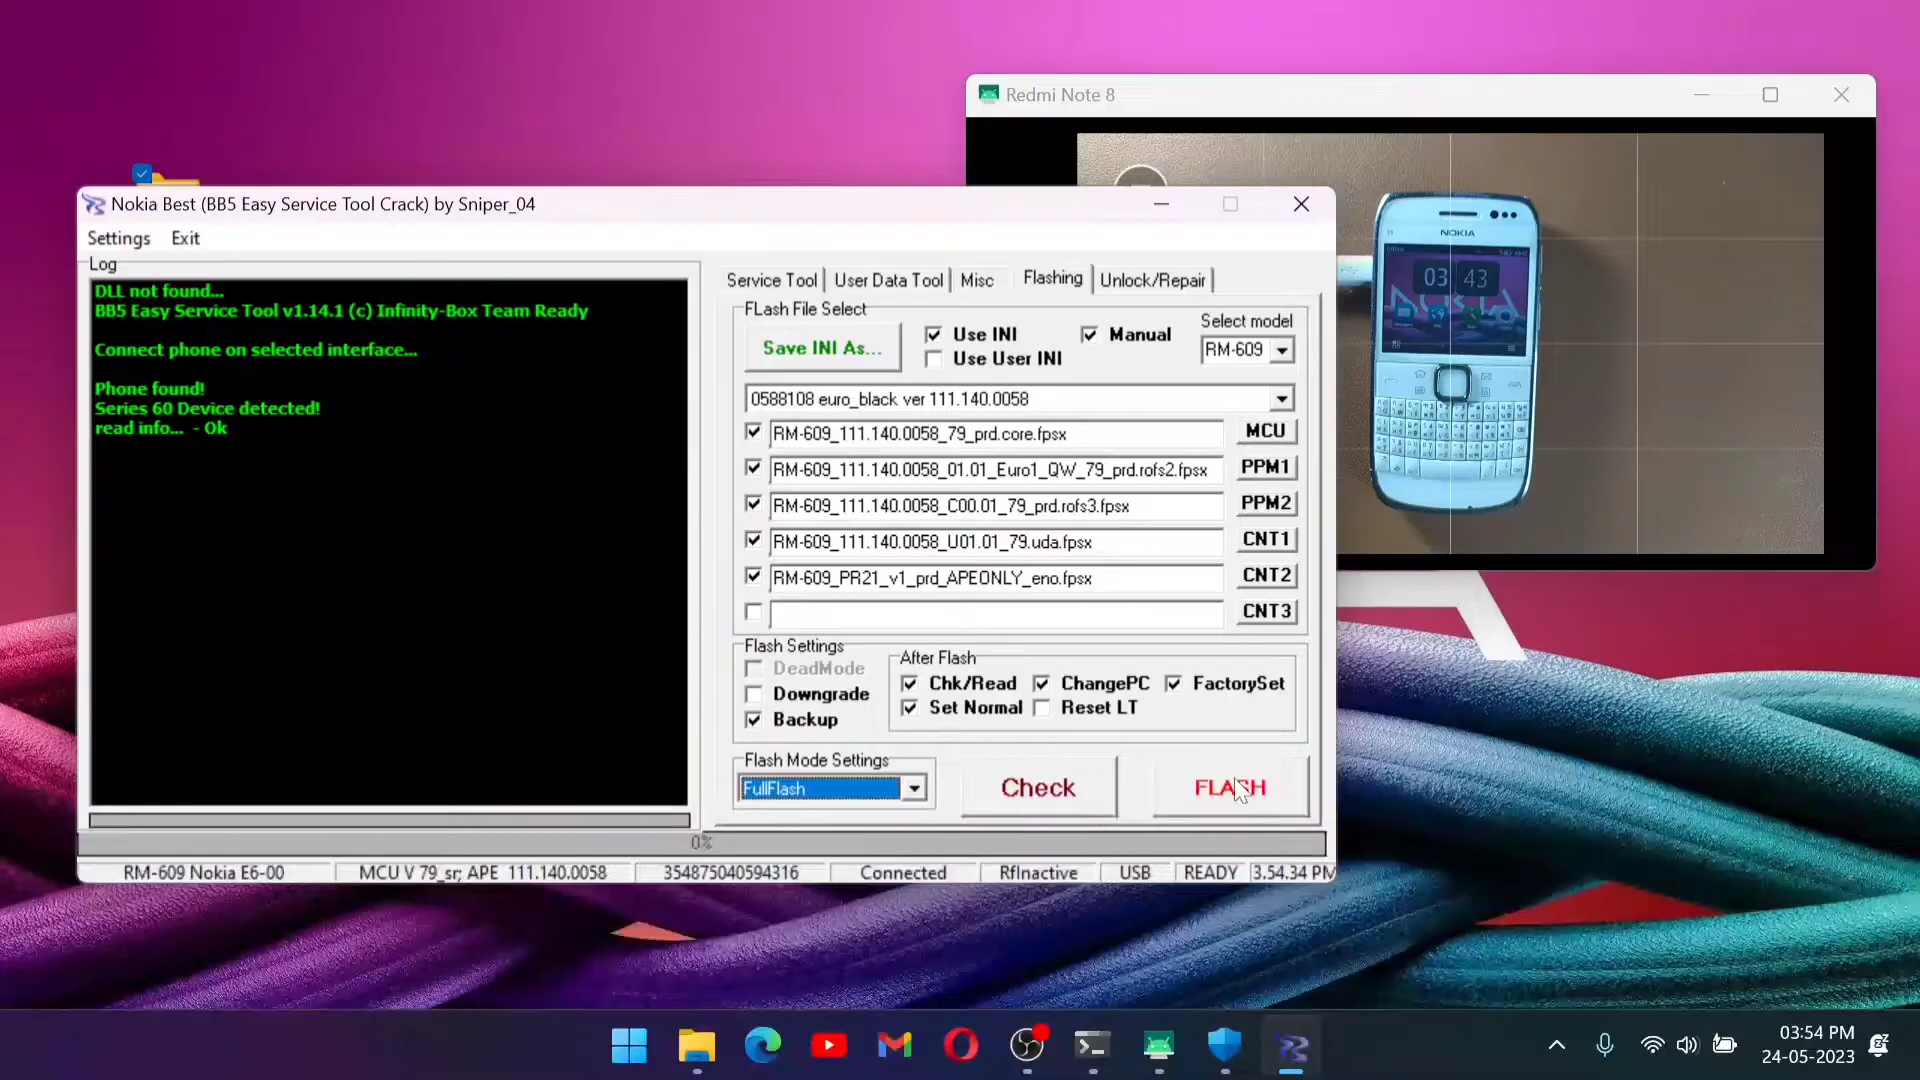 Redmi Note 8
NOKIA
03 43
Nokia Best (BB5 Easy Service Tool Crack) by Sniper_04
Settings Exit
Log
DLL not found...
BB5 Easy Service Tool v1.14.1 (c) Infinity-Box Team Ready
Connect phone on selected interface...
Phone found!
Series 60 Device detected!
read info... - Ok
Service Tool User Data Tool Misc Flashing Unlock/Repair
FLash File Select
Save INI As...
Use INI
Use User INI
Manual
Select model
RM-609
0588108 euro_black ver 111.140.0058
RM-609_111.140.0058_79_prd.core.fpsx MCU
RM-609_111.140.0058_01.01_Euro1_QW_79_prd.rofs2.fpsx PPM1
RM-609_111.140.0058_C00.01_79_prd.rofs3.fpsx PPM2
RM-609_111.140.0058_U01.01_79.uda.fpsx CNT1
RM-609_PR21_v1_prd_APEONLY_eno.fpsx CNT2
CNT3
Flash Settings
DeadMode
Downgrade
Backup
After Flash
Chk/Read ChangePC FactorySet
Set Normal Reset LT
Flash Mode Settings
FullFlash
Check
FLASH
0%
RM-609 Nokia E6-00 MCU V 79_sr; APE 111.140.0058 354875040594316 Connected RfInactive USB READY 3.54.34 PM
03:54 PM
24-05-2023